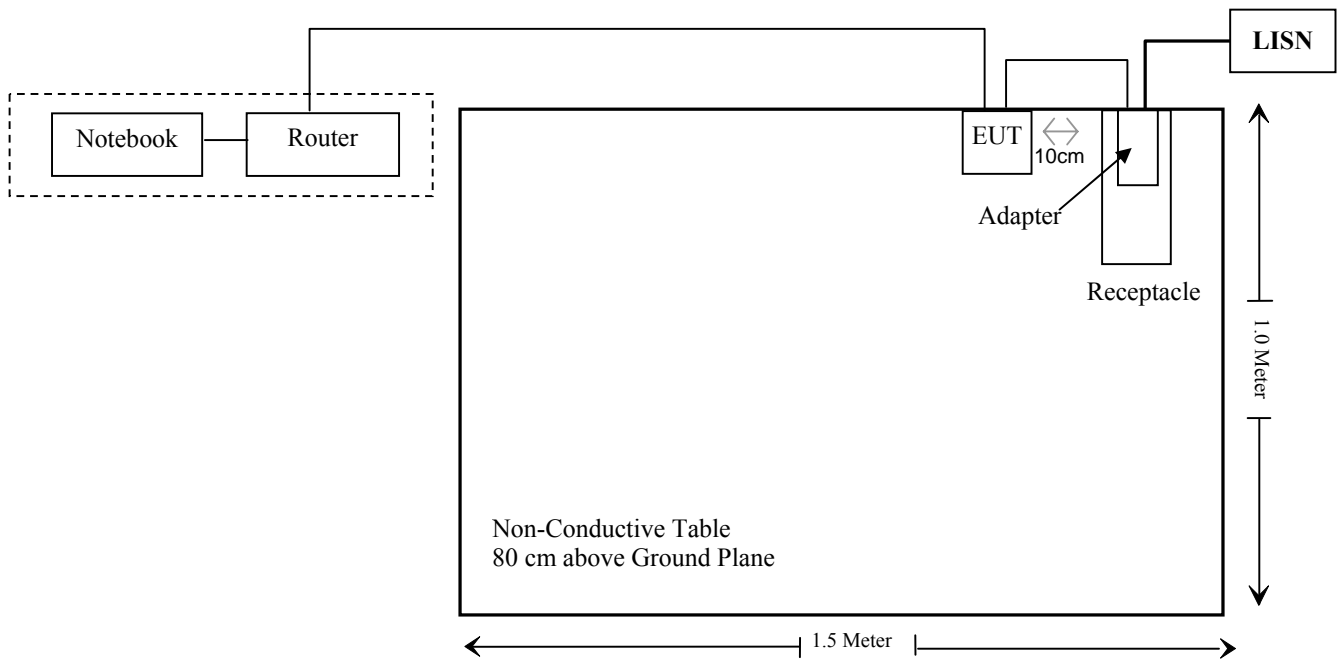 LISN
Notebook
Router
EUT
10cm
Adapter
Receptacle
1.0 Meter
Non-Conductive Table
80 cm above Ground Plane
1.5 Meter